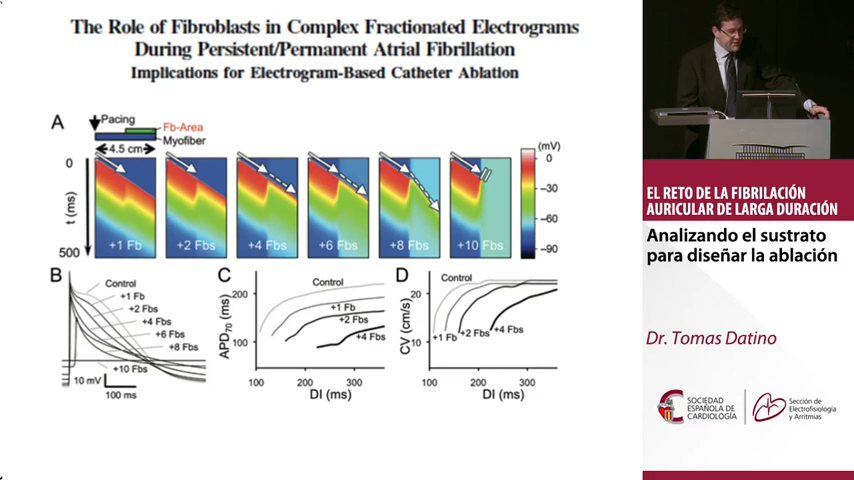 The Role of Fibroblasts in Complex Fractionated Electrograms
During Persistent/Permanent Atrial Fibrillation
Implications for Electrogram-Based Catheter Ablation
A
Pacing
Fb-Area
Myofiber
4.5 cm
(mV)
0
0
-30
-60
-90
t (ms)
500
+1 Fb
+2 Fbs
+4 Fbs
+6 Fbs
+8 Fbs
+10 Fbs
B
Control
+1 Fb
+2 Fbs
+4 Fbs
+6 Fbs
+8 Fbs
+10 Fbs
10 mV
100 ms
C
Control
+1 Fb
+2 Fbs
+4 Fbs
APD70 (ms)
200
100
100
200
300
DI (ms)
D
Control
+1 Fb
+2 Fbs
+4 Fbs
CV (cm/s)
20
10
100
200
300
DI (ms)
EL RETO DE LA FIBRILACIÓN
AURICULAR DE LARGA DURACIÓN
Analizando el sustrato
para diseñar la ablación
Dr. Tomas Datino
SOCIEDAD
ESPAÑOLA DE
CARDIOLOGÍA
Sección de
Electrofisiología
y Arritmias